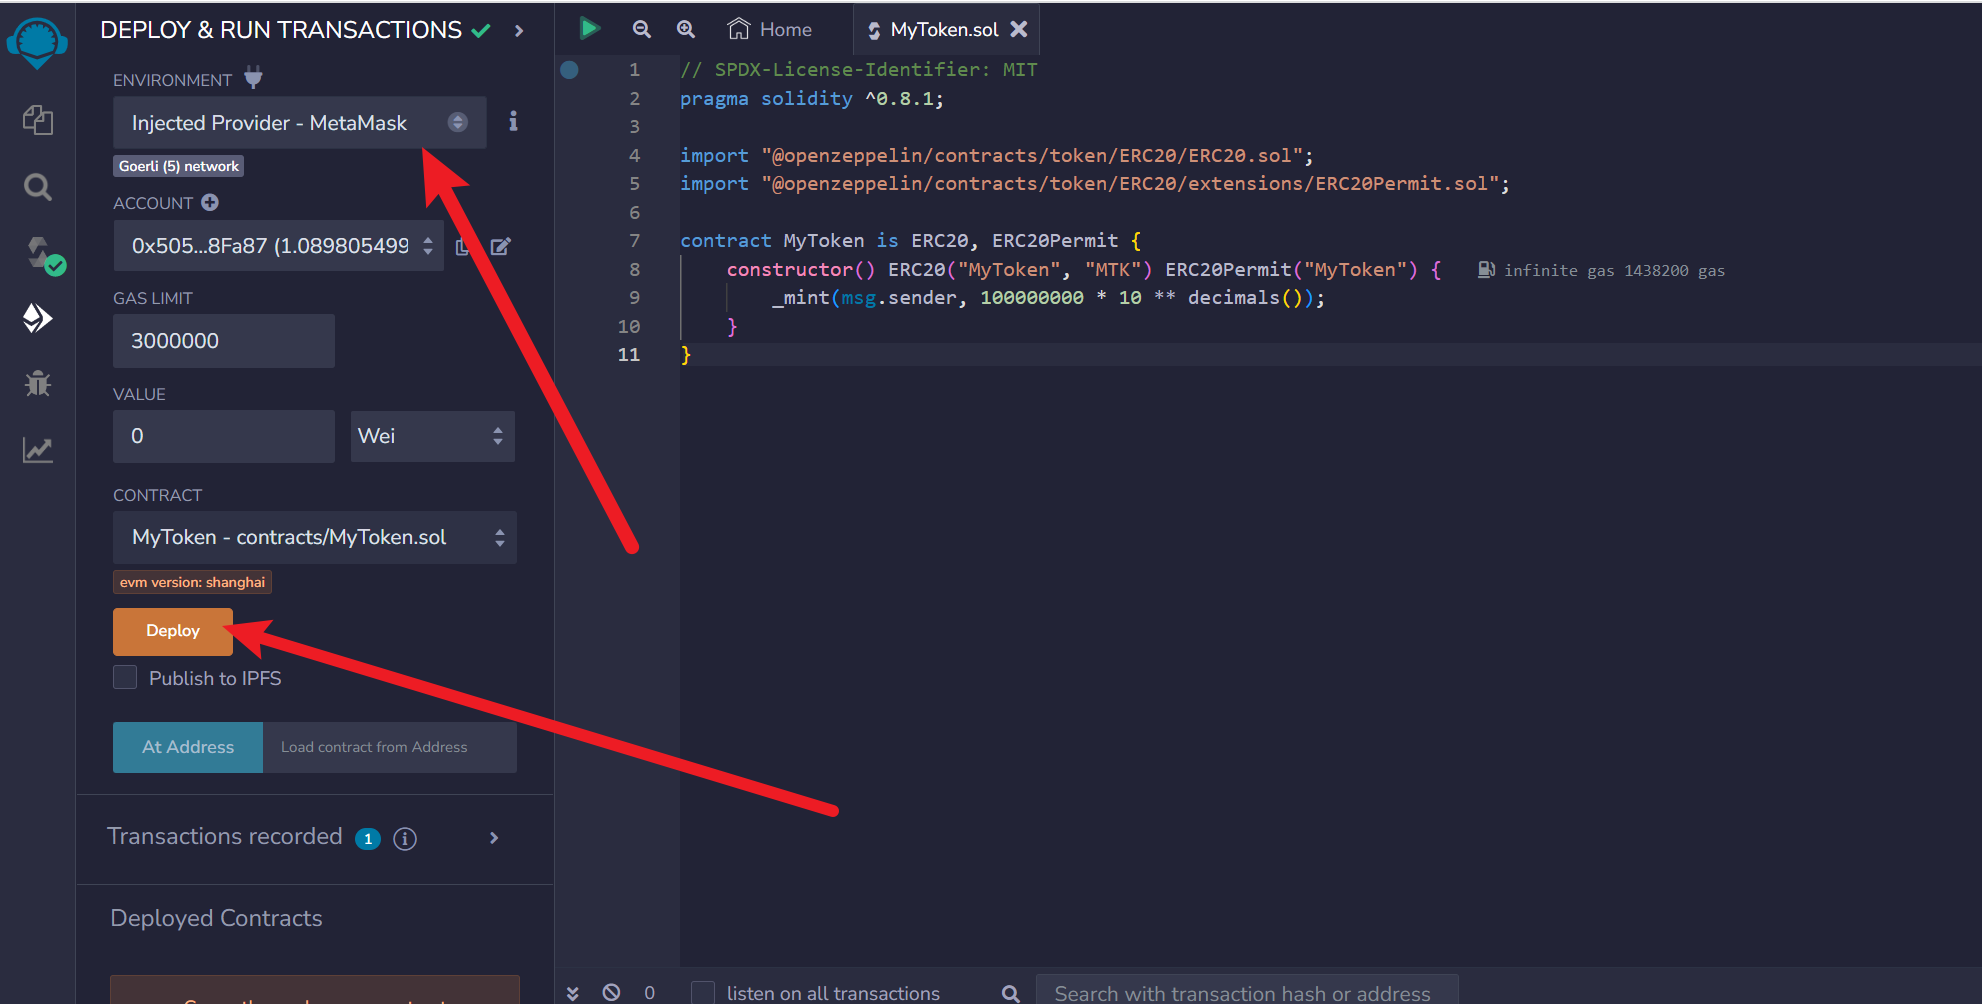 DEPLOY & RUN TRANSACTIONS
ENVIRONMENT
Injected Provider - MetaMask
Goerli (5) network
ACCOUNT
0x505...8Fa87 (1.089805499
GAS LIMIT
3000000
VALUE
0
Wei
CONTRACT
MyToken - contracts/MyToken.sol
evm version: shanghai
Deploy
Publish to IPFS
At Address
Load contract from Address
Transactions recorded 1 i
Deployed Contracts
Home
MyToken.sol
1 // SPDX-License-Identifier: MIT
2 pragma solidity ^0.8.1;
3
4 import "@openzeppelin/contracts/token/ERC20/ERC20.sol";
5 import "@openzeppelin/contracts/token/ERC20/extensions/ERC20Permit.sol";
6
7 contract MyToken is ERC20, ERC20Permit {
8 constructor() ERC20("MyToken", "MTK") ERC20Permit("MyToken") { infinite gas 1438200 gas
9 _mint(msg.sender, 100000000 * 10 ** decimals());
10 }
11 }
0
listen on all transactions
Search with transaction hash or address